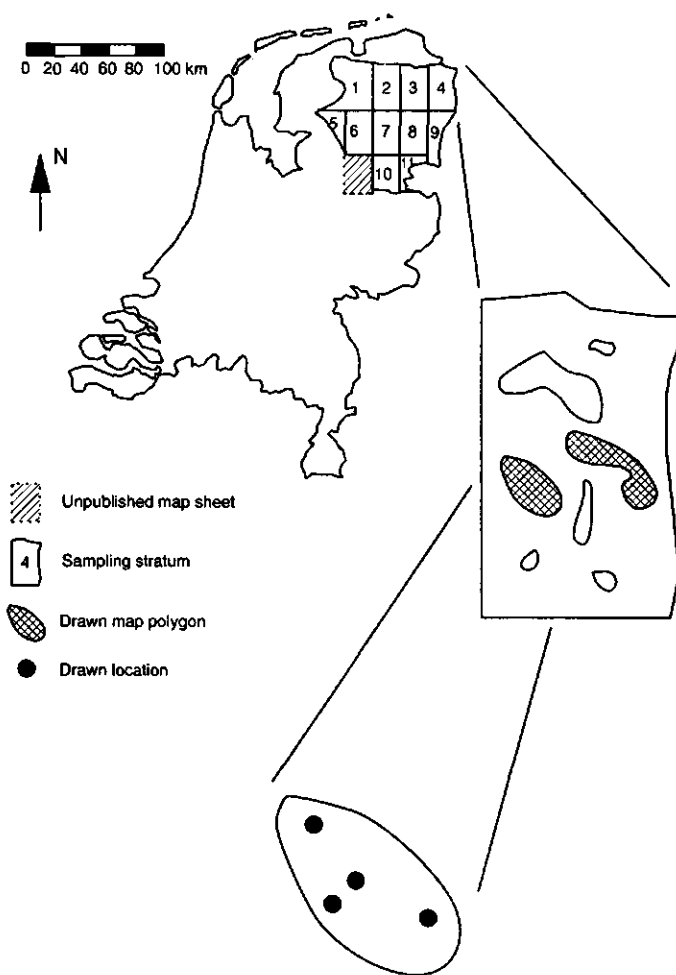 0 20 40 60 80 100 km
N
1 2 3 4
5 6 7 8 9
10
Unpublished map sheet
4 Sampling stratum
Drawn map polygon
Drawn location